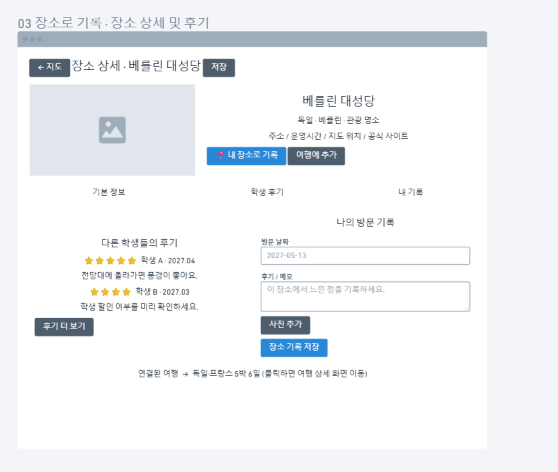 03 장소로 기록 · 장소 상세 및 후기
← 지도 장소 상세 · 베를린 대성당 저장
베를린 대성당
독일 · 베를린 · 관광 명소
주소 / 운영시간 / 지도 위치 / 공식 사이트
📍 내 장소로 기록 여행에 추가
기본 정보 학생 후기 내 기록
나의 방문 기록
다른 학생들의 후기
⭐⭐⭐⭐⭐ 학생 A · 2027.04
전망대에 올라가면 풍경이 좋아요.
⭐⭐⭐⭐ 학생 B · 2027.03
학생 할인 여부를 미리 확인하세요.
후기 더 보기
방문 날짜
2027-05-13
후기 / 메모
이 장소에서 느낀 점을 기록하세요.
사진 추가
장소 기록 저장
연결된 여행 → 독일·프랑스 5박 6일 (클릭하면 여행 상세 화면 이동)